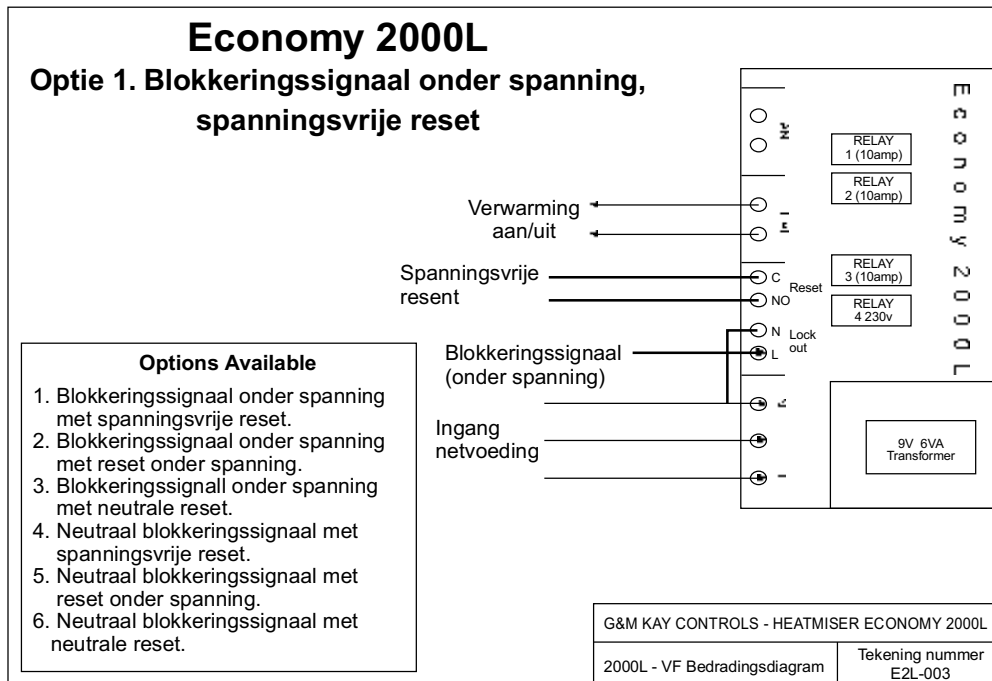 Economy 2000L
Optie 1. Blokkeringssignaal onder spanning,
spanningsvrije reset
Economy 2000L
RELAY
1 (10amp)
RELAY
2 (10amp)
Verwarming
aan/uit
Spanningsvrije
resent
C
Reset
NO
RELAY
3 (10amp)
RELAY
4 230v
N
Lock
out
L
Blokkeringssignaal
(onder spanning)
Ingang
netvoeding
9V 6VA
Transformer
Options Available
1. Blokkeringssignaal onder spanning
met spanningsvrije reset.
2. Blokkeringssignaal onder spanning
met reset onder spanning.
3. Blokkeringssignall onder spanning
met neutrale reset.
4. Neutraal blokkeringssignaal met
spanningsvrije reset.
5. Neutraal blokkeringssignaal met
reset onder spanning.
6. Neutraal blokkeringssignaal met
neutrale reset.
G&M KAY CONTROLS - HEATMISER ECONOMY 2000L
2000L - VF Bedradingsdiagram
Tekening nummer
E2L-003